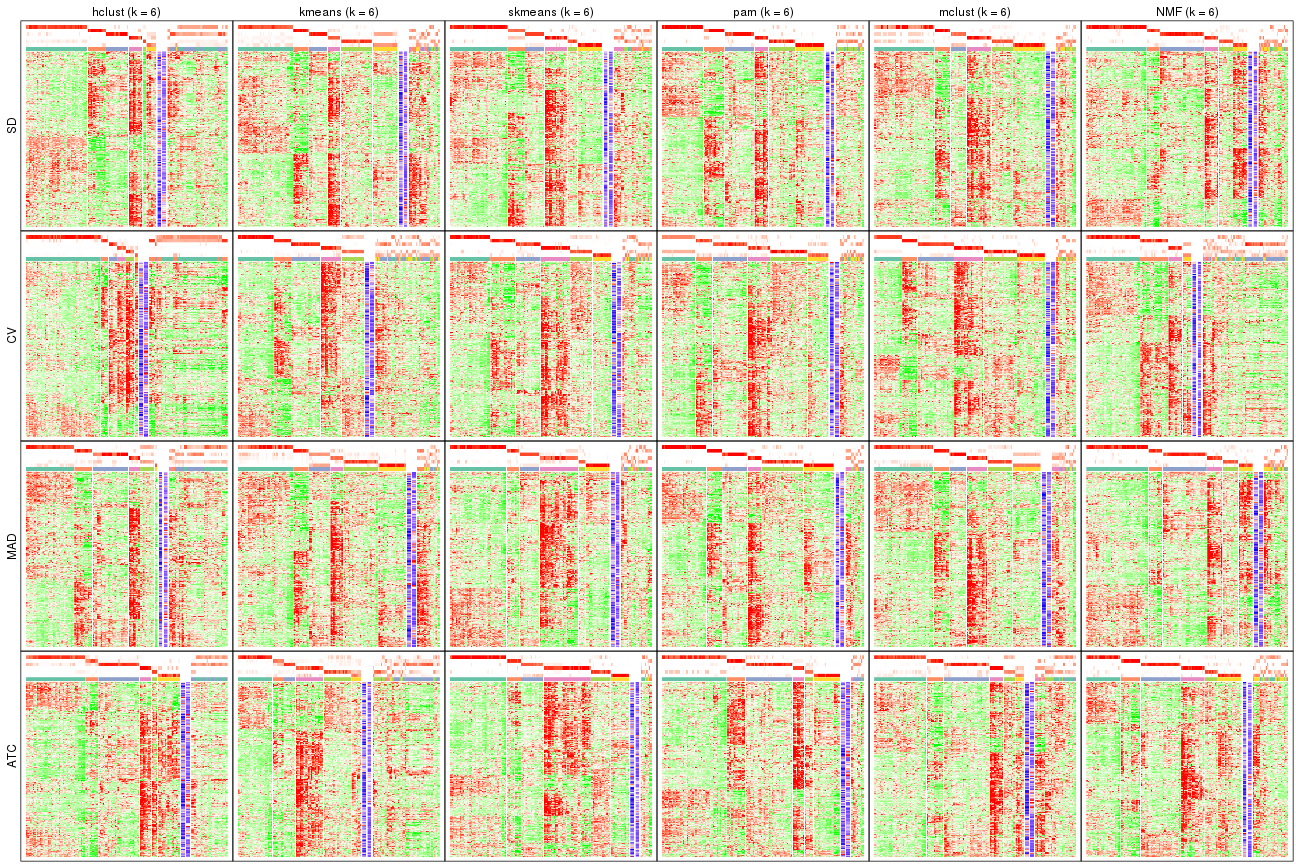 hclust (k = 6) kmeans (k = 6) skmeans (k = 6) pam (k = 6) mclust (k = 6) NMF (k = 6)
SD
CV
MAD
ATC